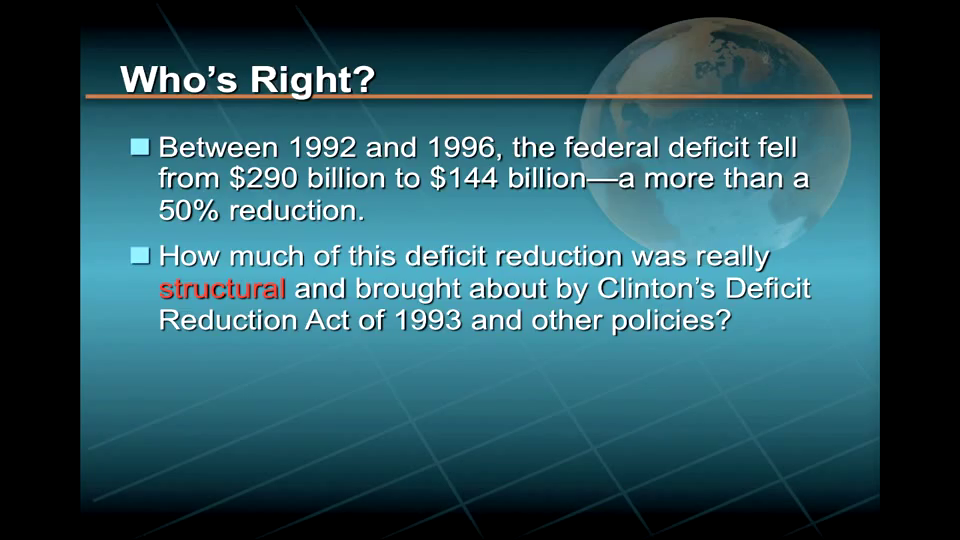 Who's Right?
Between 1992 and 1996, the federal deficit fell
from $290 billion to $144 billion—a more than a
50% reduction.
How much of this deficit reduction was really
structural and brought about by Clinton's Deficit
Reduction Act of 1993 and other policies?